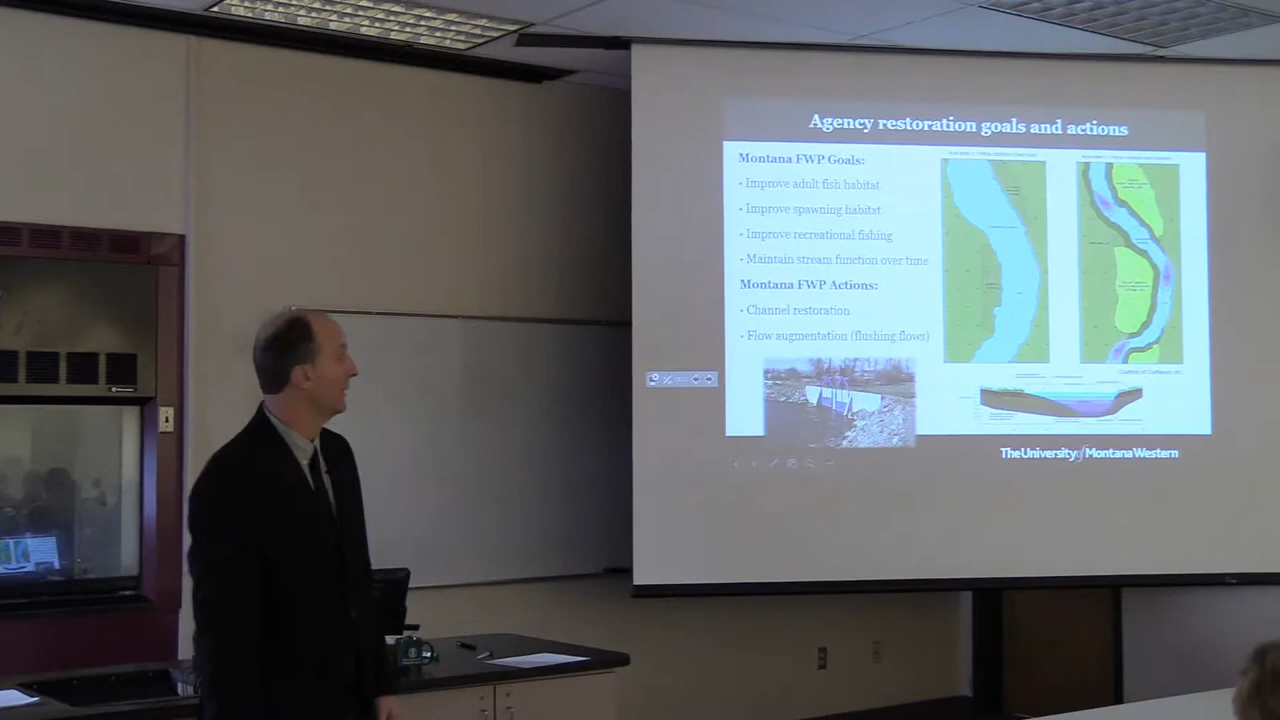 Agency restoration goals and actions
Montana FWP Goals:
• Improve adult fish habitat
• Improve spawning habitat
• Improve recreational fishing
• Maintain stream function over time
Montana FWP Actions:
• Channel restoration
• Flow augmentation (flushing flows)
The University of Montana Western